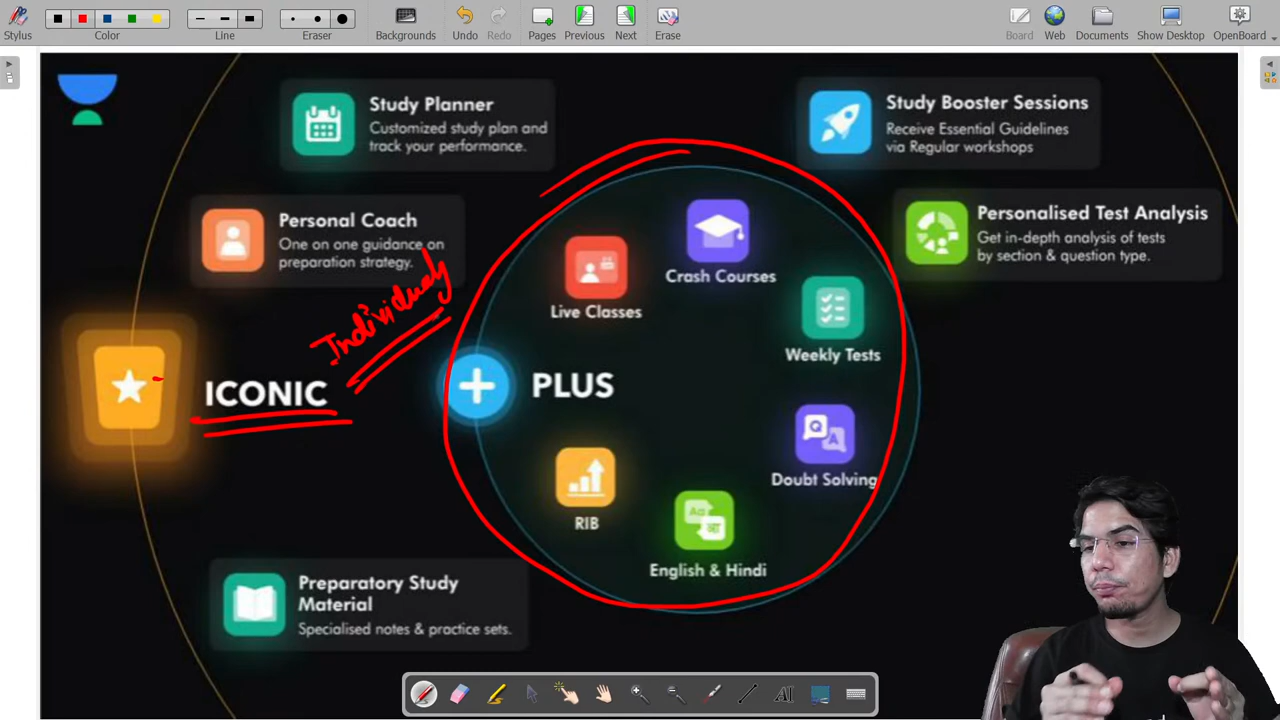 Stylus
Color
Line
Eraser
Backgrounds
Undo
Redo
Pages
Previous
Next
Erase
Board
Web
Documents
Show Desktop
OpenBoard
Study Planner
Customized study plan and
track your performance.
Study Booster Sessions
Receive Essential Guidelines
via Regular workshops
Personal Coach
One on one guidance on
preparation strategy.
Personalised Test Analysis
Get in-depth analysis of tests
by section & question type.
Crash Courses
Live Classes
Weekly Tests
ICONIC
PLUS
Q
A
Doubt Solving
RIB
Aa
English & Hindi
Preparatory Study
Material
Specialised notes & practice sets.
AI